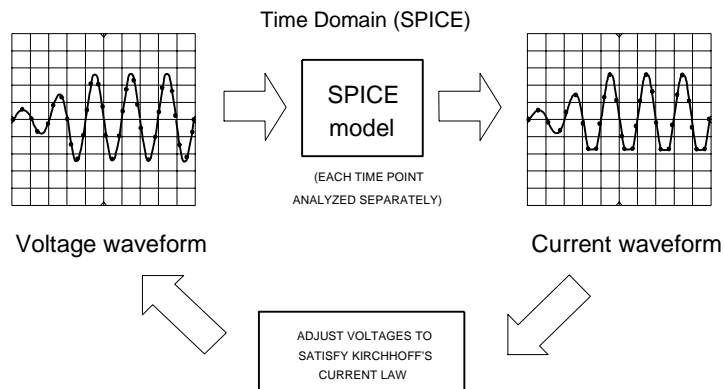 Time Domain (SPICE)
SPICE
model
(EACH TIME POINT
ANALYZED SEPARATELY)
Voltage waveform
Current waveform
ADJUST VOLTAGES TO
SATISFY KIRCHHOFF'S
CURRENT LAW